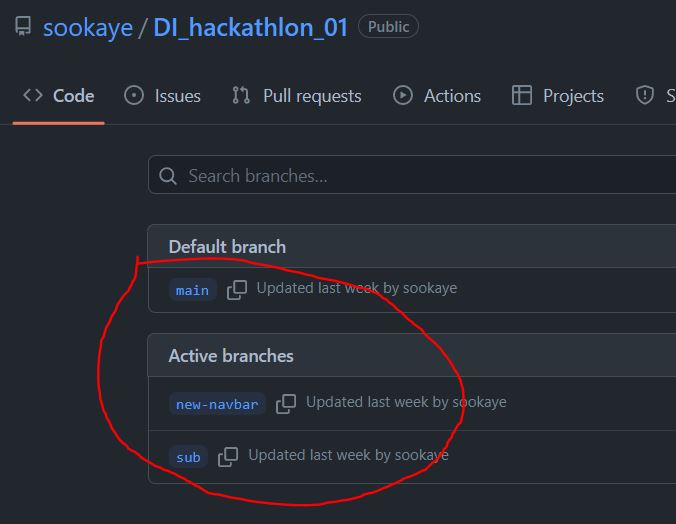 sookaye / DI_hackathlon_01 Public
Code Issues Pull requests Actions Projects S
Search branches...
Default branch
main Updated last week by sookaye
Active branches
new-navbar Updated last week by sookaye
sub Updated last week by sookaye